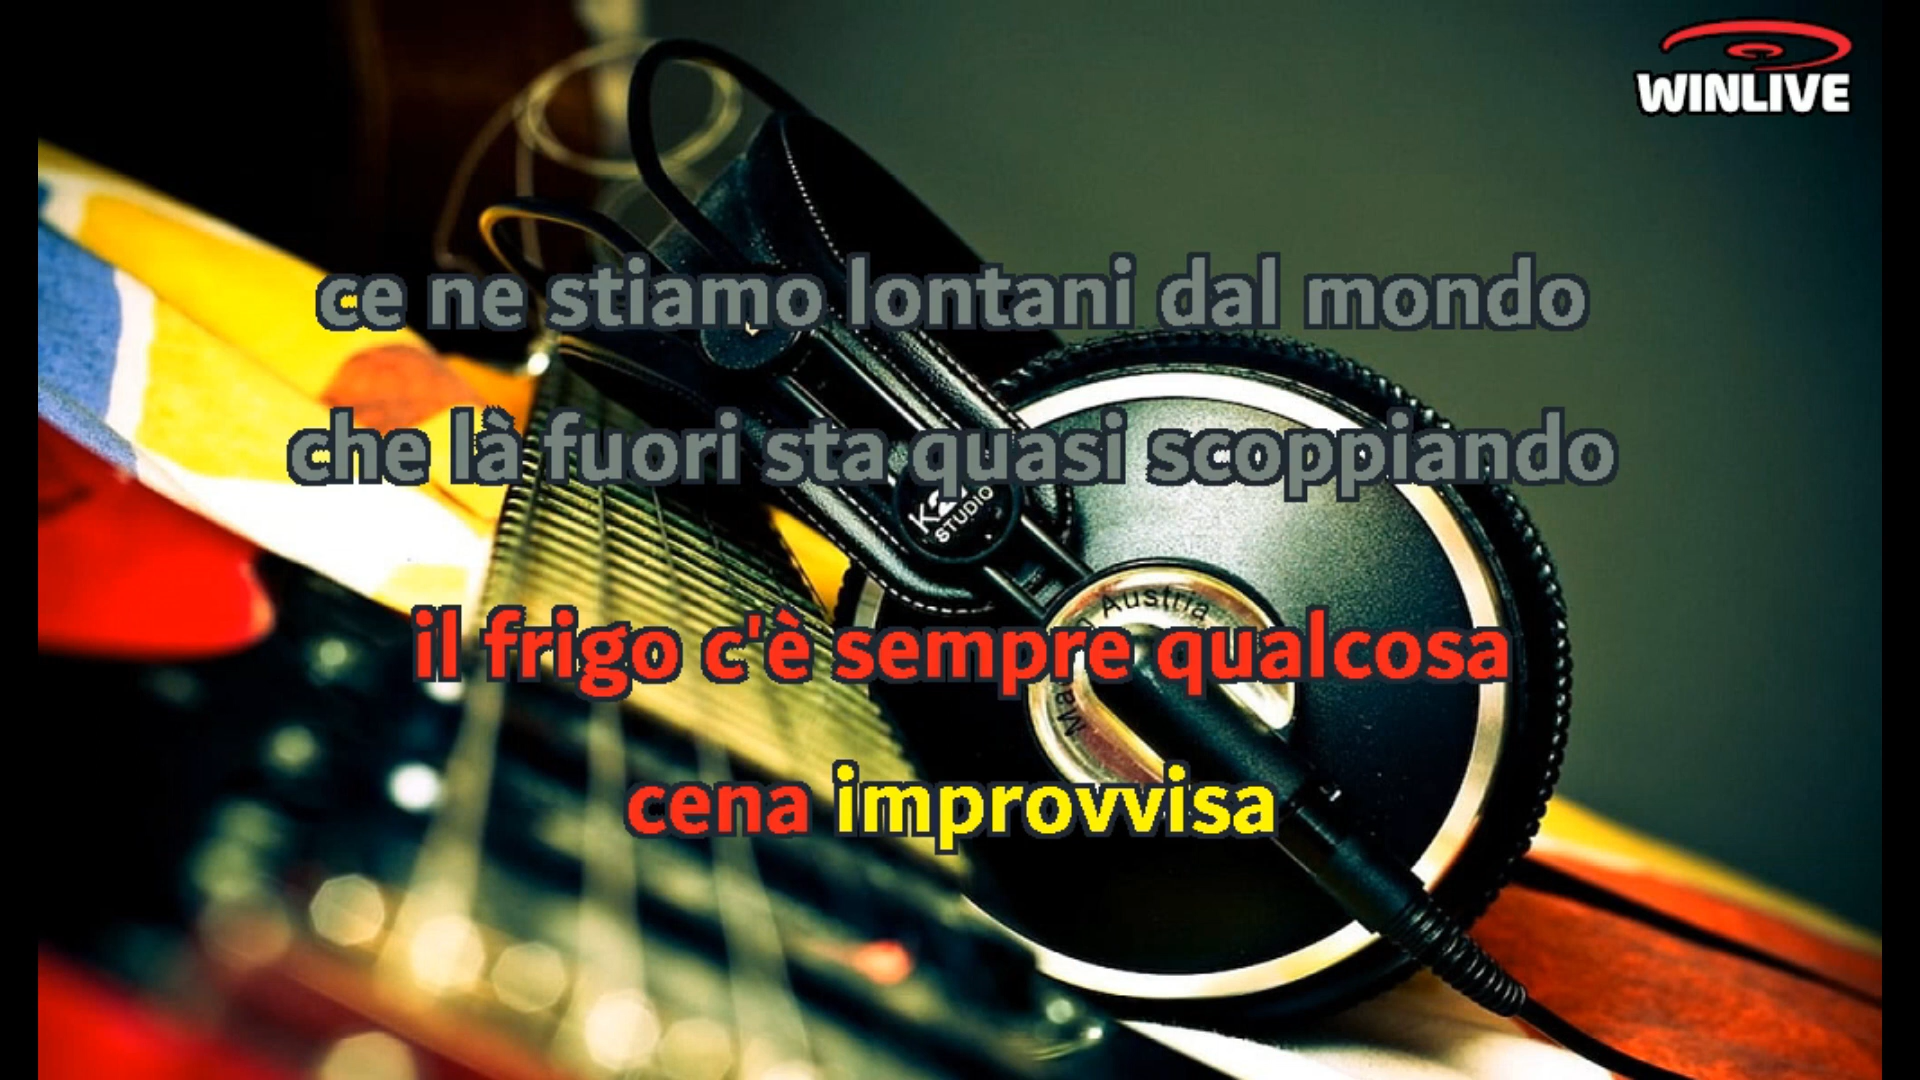 WINLIVE
ce ne stiamo lontani dal mondo
che là fuori sta quasi scoppiando
STUDIO
Austria
il frigo c'è sempre qualcosa
cena improvvisa